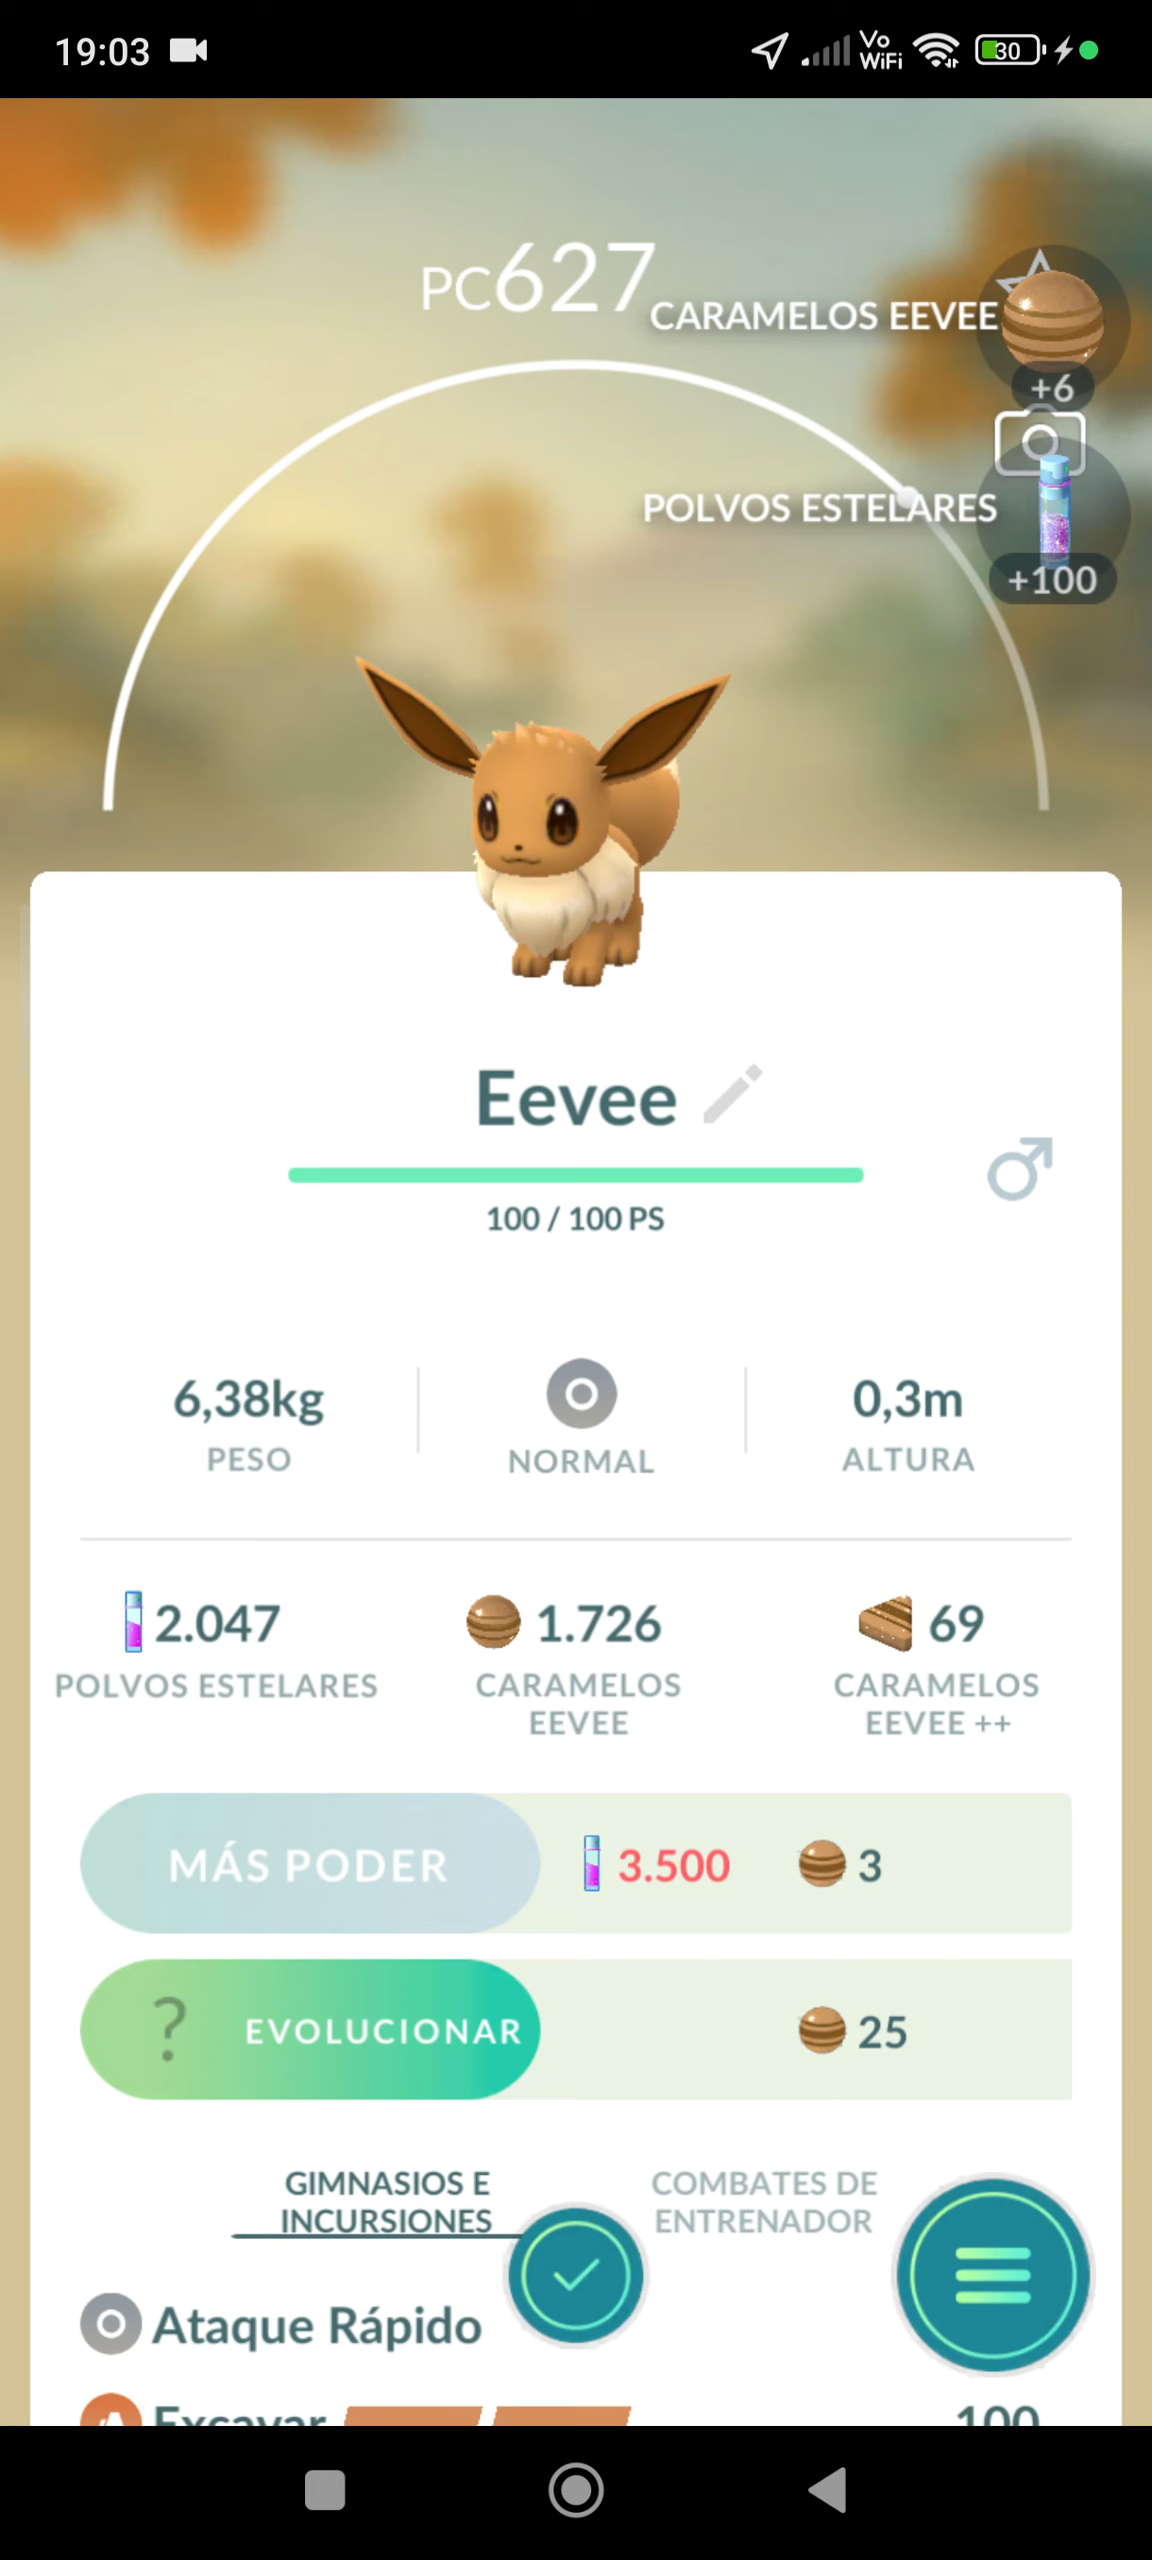 19:03
Vo
WiFi
30
PC627
CARAMELOS EEVEE
+6
POLVOS ESTELARES
+100
Eevee
100 / 100 PS
6,38kg
PESO
NORMAL
0,3m
ALTURA
2.047
POLVOS ESTELARES
1.726
CARAMELOS
EEVEE
69
CARAMELOS
EEVEE ++
MÁS PODER
3.500
3
? EVOLUCIONAR
25
GIMNASIOS E
INCURSIONES
COMBATES DE
ENTRENADOR
Ataque Rápido
Excavar
100